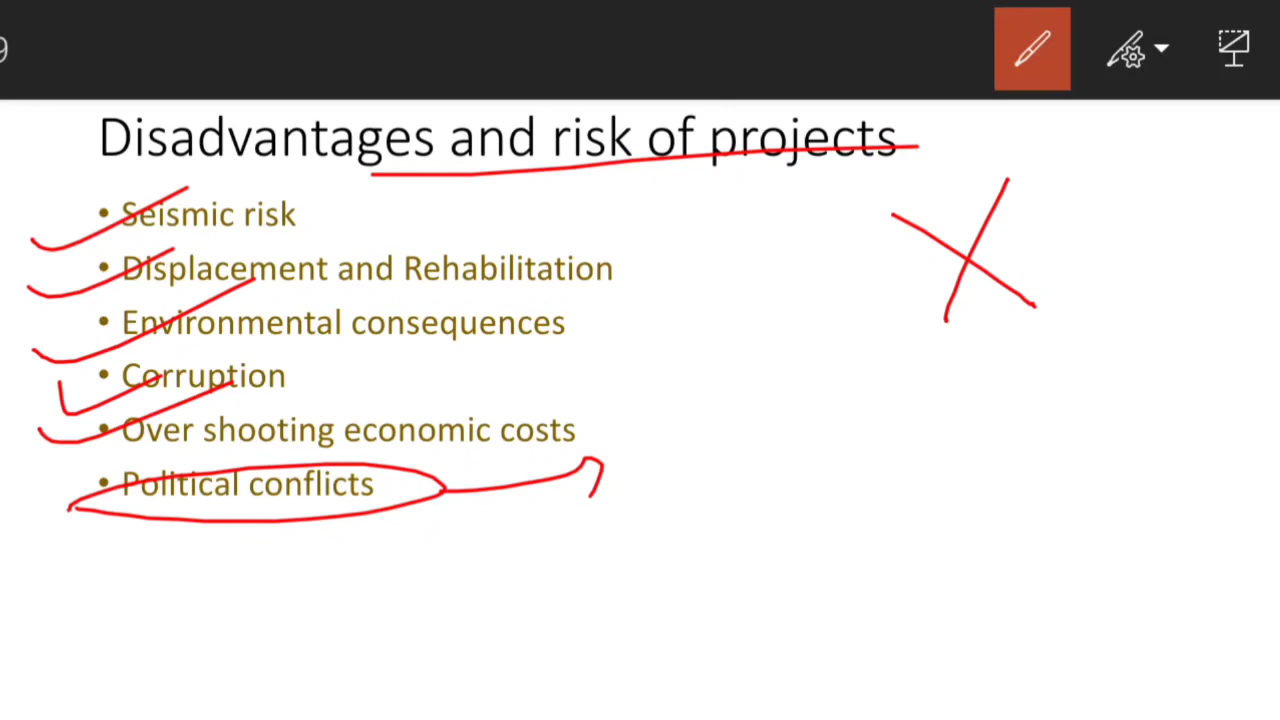 9
Disadvantages and risk of projects
• Seismic risk
• Displacement and Rehabilitation
• Environmental consequences
• Corruption
• Over shooting economic costs
• Political conflicts